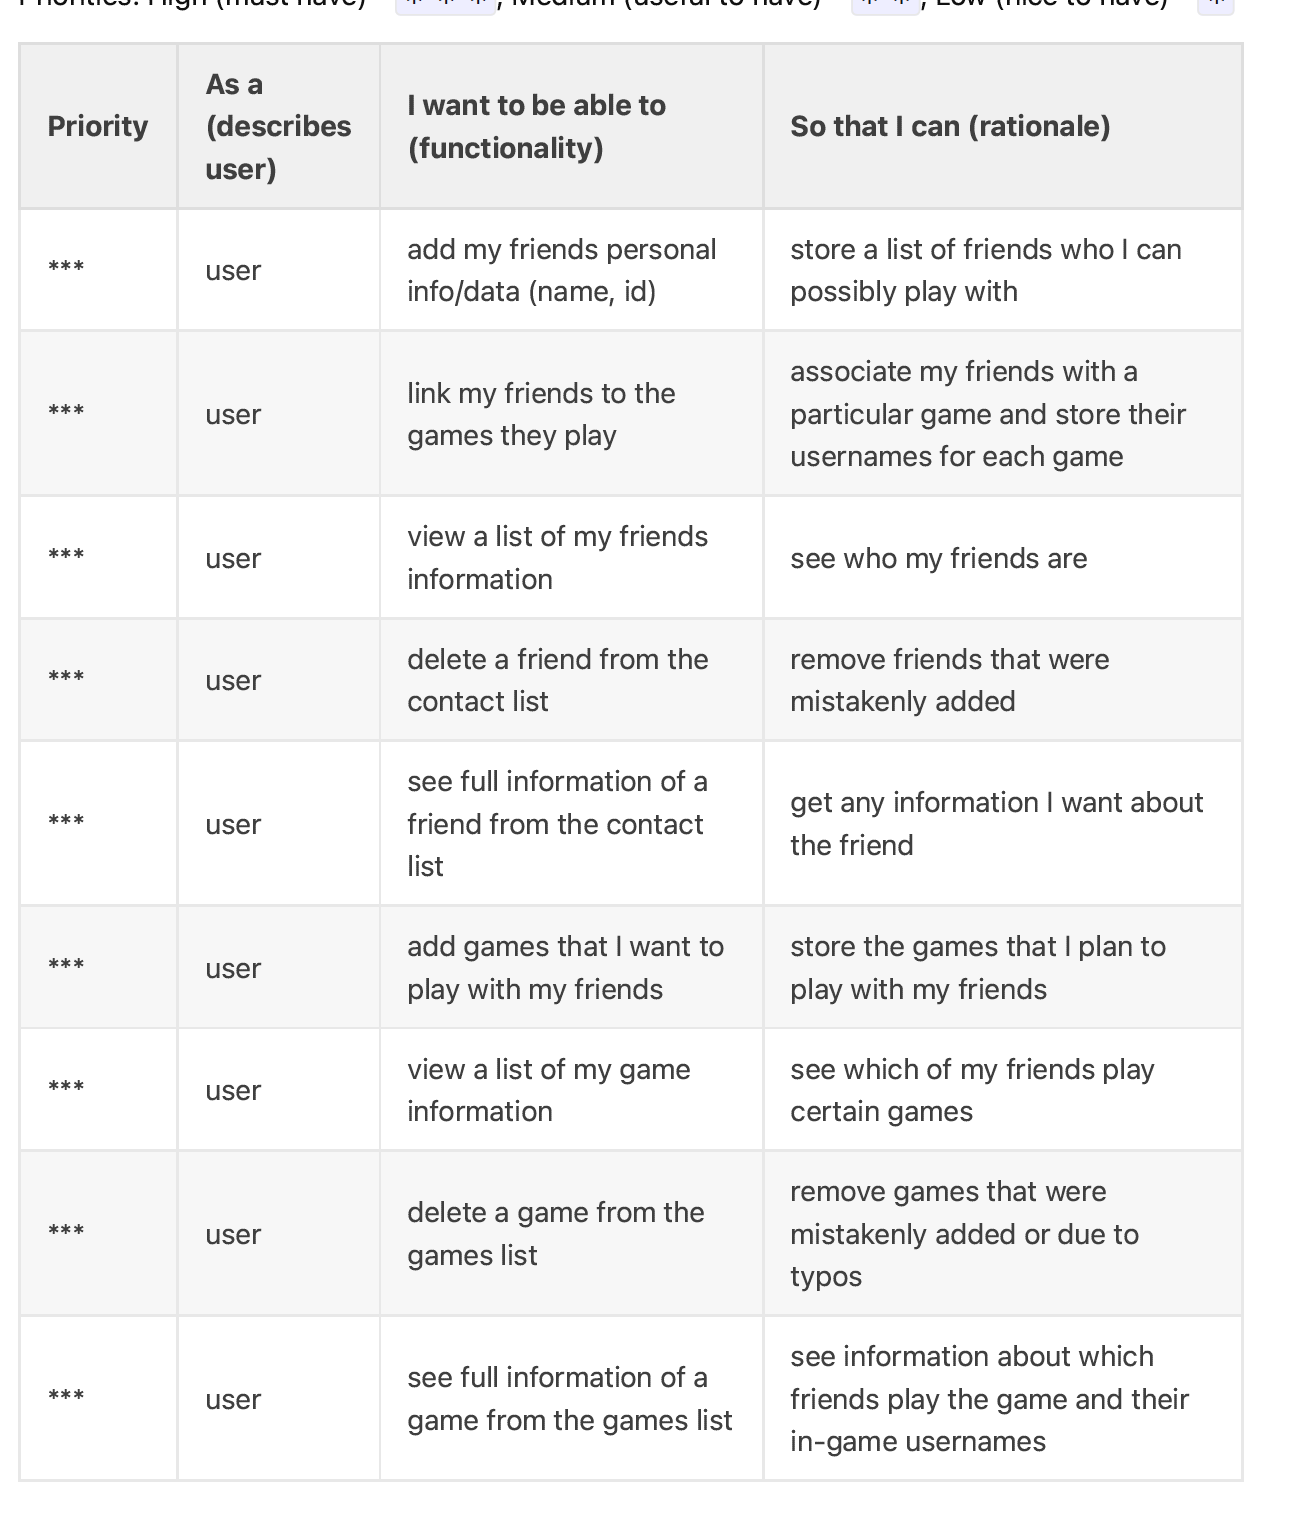 Priorities: High (must have) - * * *, Medium (useful to have) - * *, Low (nice to have) - *
Priority
As a
(describes
user)
I want to be able to
(functionality)
So that I can (rationale)
***
user
add my friends personal
info/data (name, id)
store a list of friends who I can
possibly play with
***
user
link my friends to the
games they play
associate my friends with a
particular game and store their
usernames for each game
***
user
view a list of my friends
information
see who my friends are
***
user
delete a friend from the
contact list
remove friends that were
mistakenly added
***
user
see full information of a
friend from the contact
list
get any information I want about
the friend
***
user
add games that I want to
play with my friends
store the games that I plan to
play with my friends
***
user
view a list of my game
information
see which of my friends play
certain games
***
user
delete a game from the
games list
remove games that were
mistakenly added or due to
typos
***
user
see full information of a
game from the games list
see information about which
friends play the game and their
in-game usernames